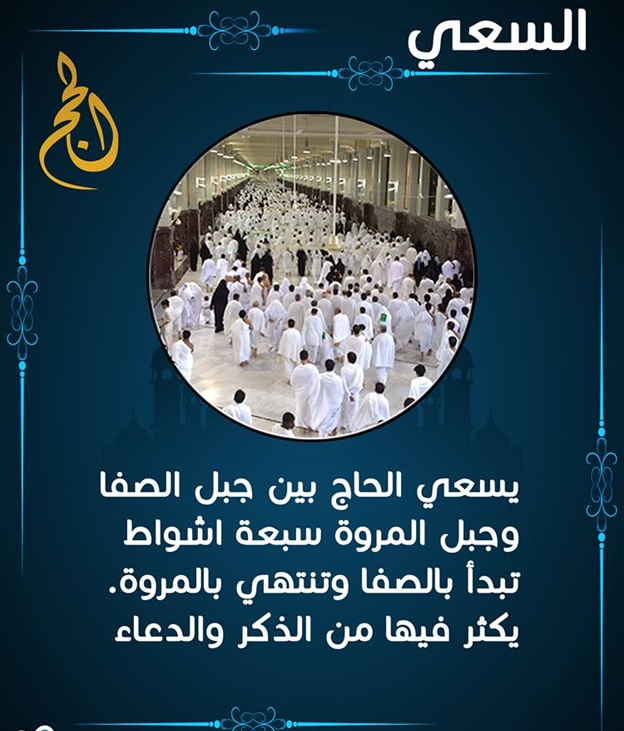 السعي
الحج
يسعي الحاج بين جبل الصفا
وجبل المروة سبعة اشواط
تبدأ بالصفا وتنتهي بالمروة.
يكثر فيها من الذكر والدعاء